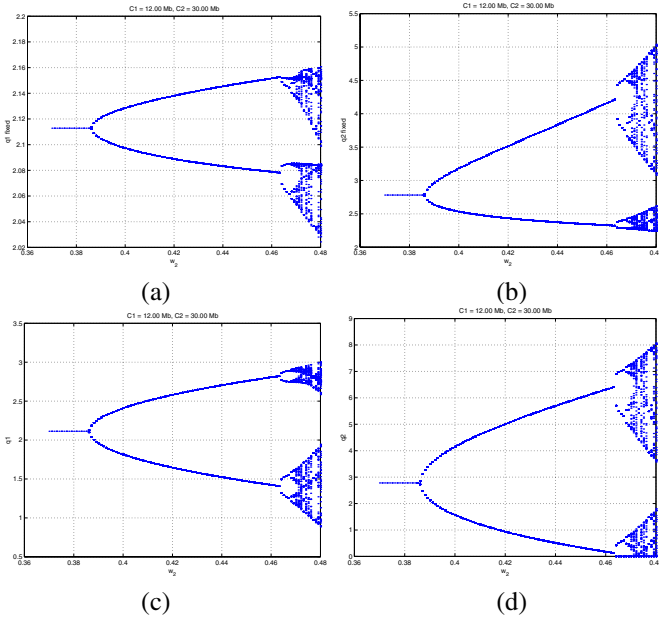 C1 = 12.00 Mb, C2 = 30.00 Mb
2.2
2.18
2.16
2.14
2.12
2.1
2.08
2.06
2.04
2.02
q1 fixed
0.36 0.38 0.4 0.42 0.44 0.46 0.48
w2
(a)
C1 = 12.00 Mb, C2 = 30.00 Mb
5.5
5
4.5
4
3.5
3
2.5
2
q2 fixed
0.36 0.38 0.4 0.42 0.44 0.46 0.48
w2
(b)
C1 = 12.00 Mb, C2 = 30.00 Mb
3.5
3
2.5
2
1.5
1
0.5
q1
0.36 0.38 0.4 0.42 0.44 0.46 0.48
w2
(c)
C1 = 12.00 Mb, C2 = 30.00 Mb
9
8
7
6
5
4
3
2
1
0
q2
0.36 0.38 0.4 0.42 0.44 0.46 0.48
w2
(d)